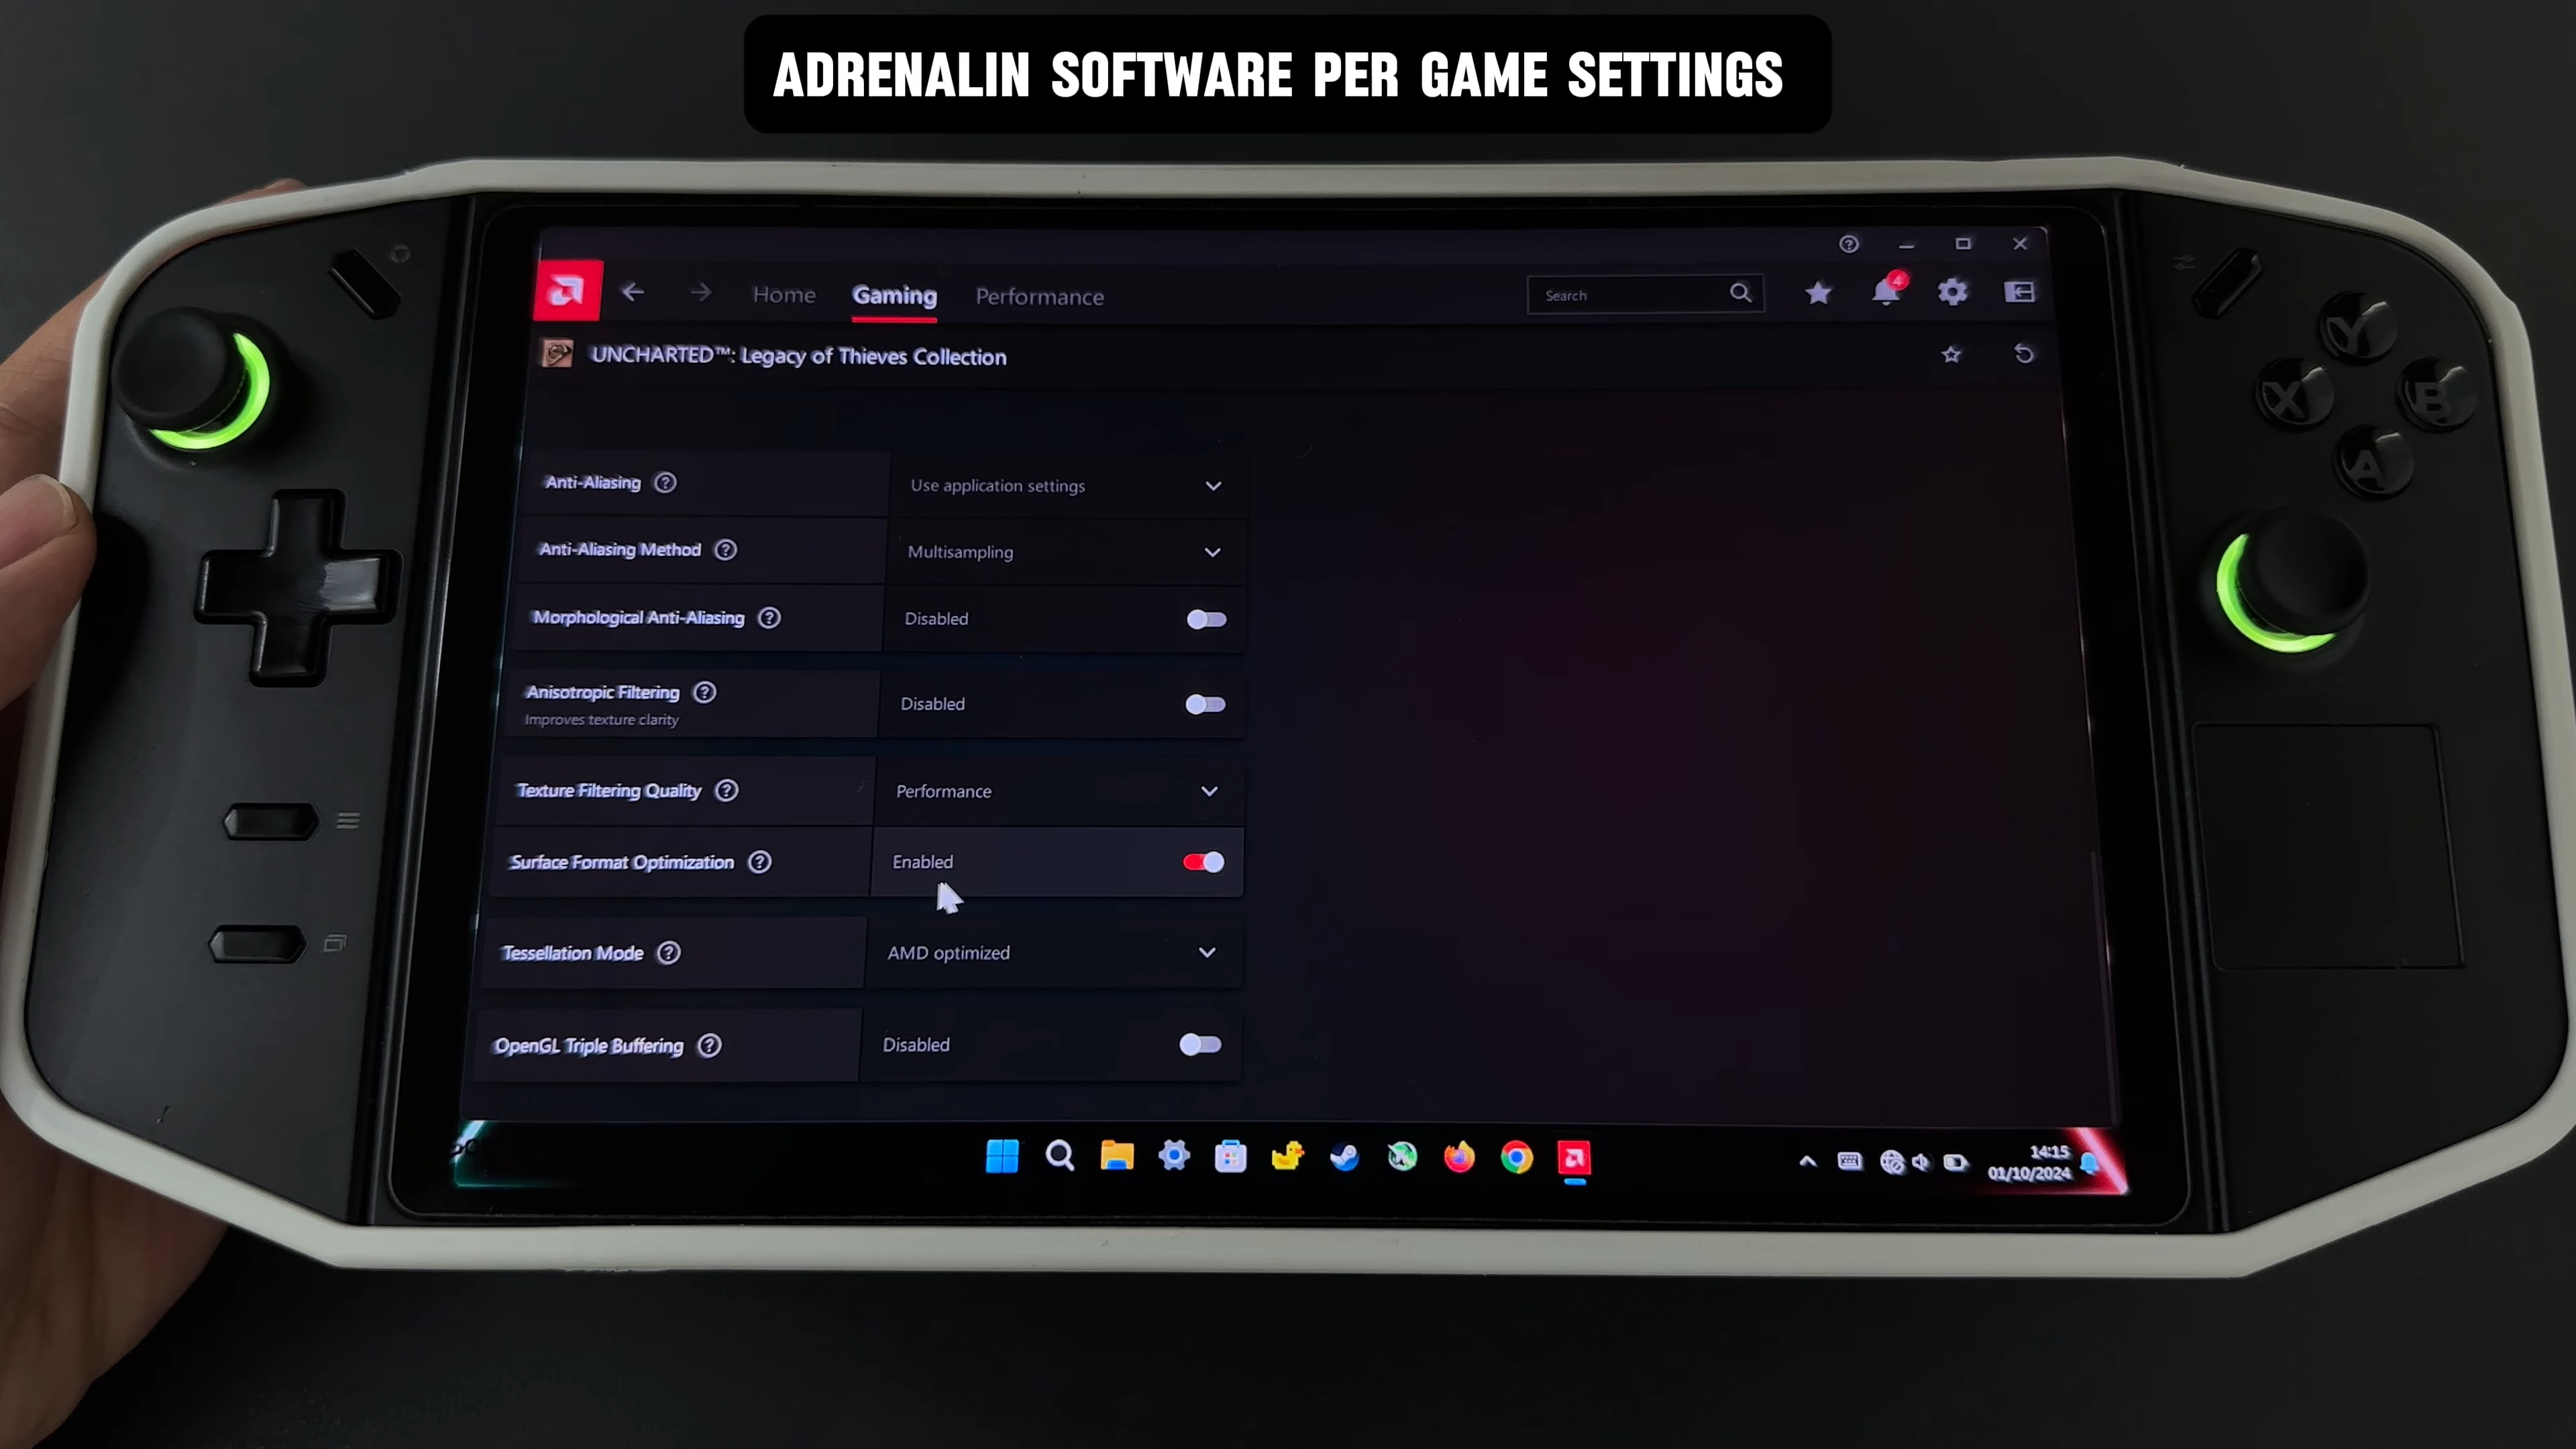 ADRENALIN SOFTWARE PER GAME SETTINGS
Home Gaming Performance Search 4
UNCHARTED™: Legacy of Thieves Collection
Anti-Aliasing ? Use application settings
Anti-Aliasing Method ? Multisampling
Morphological Anti-Aliasing ? Disabled
Anisotropic Filtering ? Disabled
Improves texture clarity
Texture Filtering Quality ? Performance
Surface Format Optimization ? Enabled
Tessellation Mode ? AMD optimized
OpenGL Triple Buffering ? Disabled
14:15
01/10/2024
Y
X
B
A